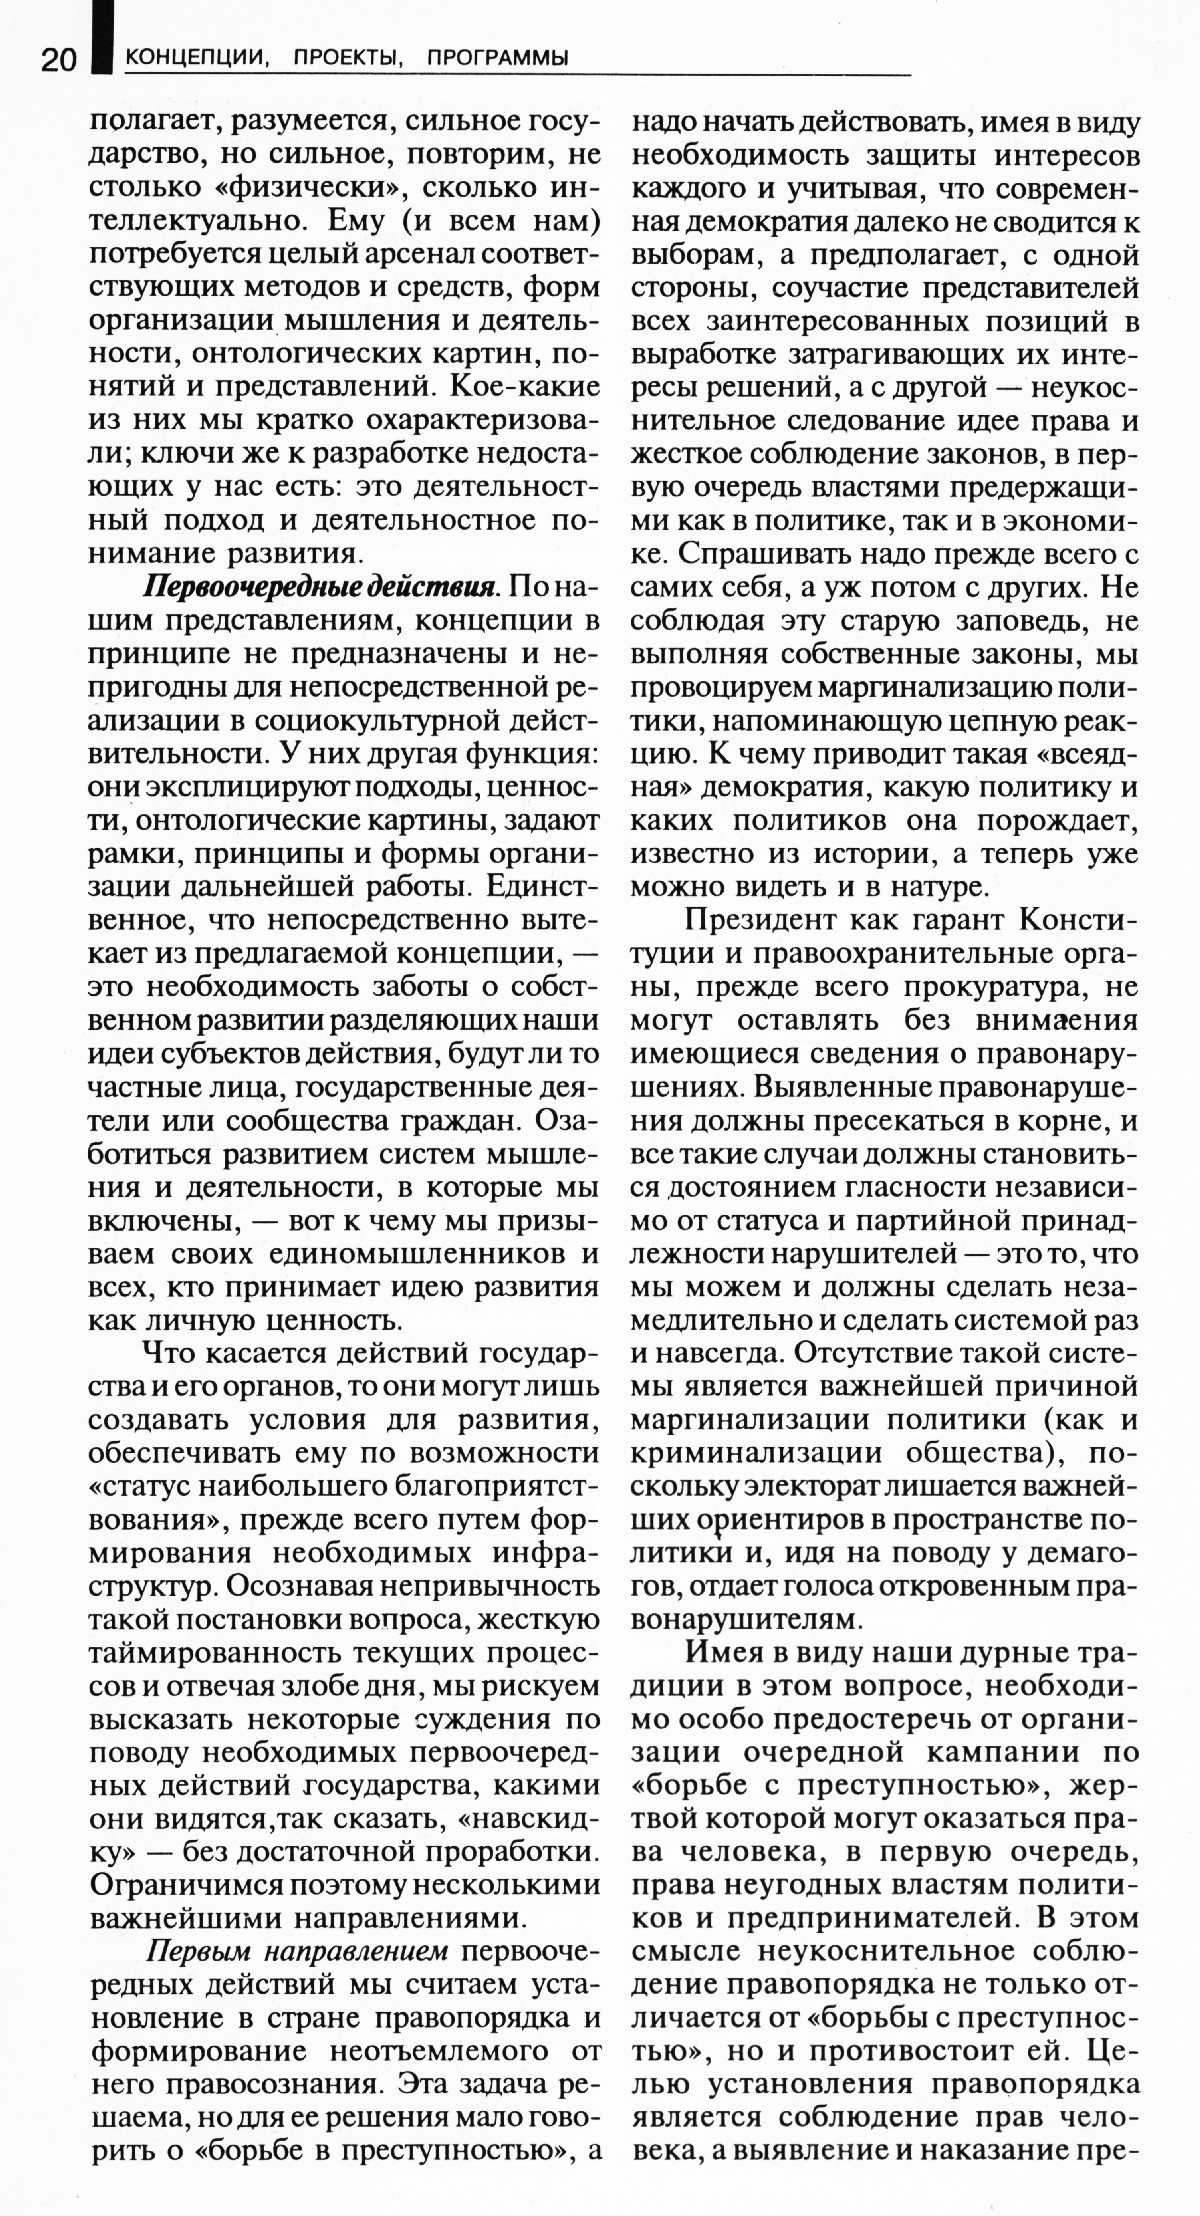 20
КОНЦЕПЦИИ, ПРОЕКТЫ, ПРОГРАММЫ
полагает, разумеется, сильное госу-
дарство, но сильное, повторим, не
столько «физически», сколько ин-
теллектуально. Ему (и всем нам)
потребуется целый арсенал соответ-
ствующих методов и средств, форм
организации мышления и деятель-
ности, онтологических картин, по-
нятий и представлений. Кое-какие
из них мы кратко охарактеризова-
ли; ключи же к разработке недоста-
ющих у нас есть: это деятельност-
ный подход и деятельностное по-
нимание развития.
Первоочередные действия. По на-
шим представлениям, концепции в
принципе не предназначены и не-
пригодны для непосредственной ре-
ализации в социокультурной дейст-
вительности. У них другая функция:
они эксплицируют подходы, ценнос-
ти, онтологические картины, задают
рамки, принципы и формы органи-
зации дальнейшей работы. Единст-
венное, что непосредственно выте-
кает из предлагаемой концепции, —
это необходимость заботы о собст-
венном развитии разделяющих наши
идеи субъектов действия, будут ли то
частные лица, государственные дея-
тели или сообщества граждан. Оза-
ботиться развитием систем мышле-
ния и деятельности, в которые мы
включены, — вот к чему мы призы-
ваем своих единомышленников и
всех, кто принимает идею развития
как личную ценность.
Что касается действий государ-
ства и его органов, то они могут лишь
создавать условия для развития,
обеспечивать ему по возможности
«статус наибольшего благоприятст-
вования», прежде всего путем фор-
мирования необходимых инфра-
структур. Осознавая непривычность
такой постановки вопроса, жесткую
таймированность текущих процес-
сов и отвечая злобе дня, мы рискуем
высказать некоторые суждения по
поводу необходимых первоочеред-
ных действий государства, какими
они видятся,так сказать, «навскид-
ку» — без достаточной проработки.
Ограничимся поэтому несколькими
важнейшими направлениями.
Первым направлением первооче-
редных действий мы считаем уста-
новление в стране правопорядка и
формирование неотъемлемого от
него правосознания. Эта задача ре-
шаема, но для ее решения мало гово-
рить о «борьбе в преступностью», а
надо начать действовать, имея в виду
необходимость защиты интересов
каждого и учитывая, что современ-
ная демократия далеко не сводится к
выборам, а предполагает, с одной
стороны, соучастие представителей
всех заинтересованных позиций в
выработке затрагивающих их инте-
ресы решений, а с другой — неукос-
нительное следование идее права и
жесткое соблюдение законов, в пер-
вую очередь властями предержащи-
ми как в политике, так и в экономи-
ке. Спрашивать надо прежде всего с
самих себя, а уж потом с других. Не
соблюдая эту старую заповедь, не
выполняя собственные законы, мы
провоцируем маргинализацию поли-
тики, напоминающую цепную реак-
цию. К чему приводит такая «всеяд-
ная» демократия, какую политику и
каких политиков она порождает,
известно из истории, а теперь уже
можно видеть и в натуре.
Президент как гарант Консти-
туции и правоохранительные орга-
ны, прежде всего прокуратура, не
могут оставлять без внимаения
имеющиеся сведения о правонару-
шениях. Выявленные правонаруше-
ния должны пресекаться в корне, и
все такие случаи должны становить-
ся достоянием гласности независи-
мо от статуса и партийной принад-
лежности нарушителей — это то, что
мы можем и должны сделать неза-
медлительно и сделать системой раз
и навсегда. Отсутствие такой систе-
мы является важнейшей причиной
маргинализации политики (как и
криминализации общества), по-
скольку электорат лишается важней-
ших ориентиров в пространстве по-
литики и, идя на поводу у демаго-
гов, отдает голоса откровенным пра-
вонарушителям.
Имея в виду наши дурные тра-
диции в этом вопросе, необходи-
мо особо предостеречь от органи-
зации очередной кампании по
«борьбе с преступностью», жер-
твой которой могут оказаться пра-
ва человека, в первую очередь,
права неугодных властям полити-
ков и предпринимателей. В этом
смысле неукоснительное соблю-
дение правопорядка не только от-
личается от «борьбы с преступнос-
тью», но и противостоит ей. Це-
лью установления правопорядка
является соблюдение прав чело-
века, а выявление и наказание пре-